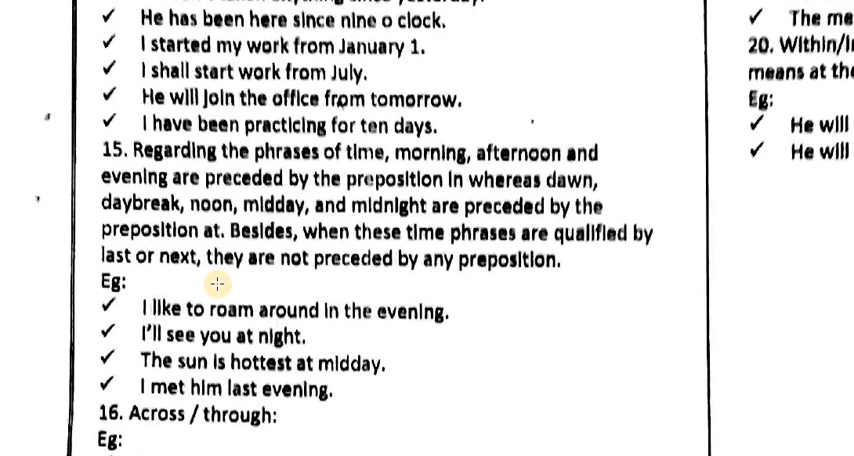 He has been here since nine o clock.
I started my work from January 1.
I shall start work from July.
He will join the office from tomorrow.
I have been practicing for ten days.
15. Regarding the phrases of time, morning, afternoon and
evening are preceded by the preposition in whereas dawn,
daybreak, noon, midday, and midnight are preceded by the
preposition at. Besides, when these time phrases are qualified by
last or next, they are not preceded by any preposition.
Eg:
✓ I like to roam around in the evening.
✓ I'll see you at night.
✓ The sun is hottest at midday.
✓ I met him last evening.
16. Across / through:
Eg:
✓ The me
20. Within/i
means at the
Eg:
✓ He will
✓ He will